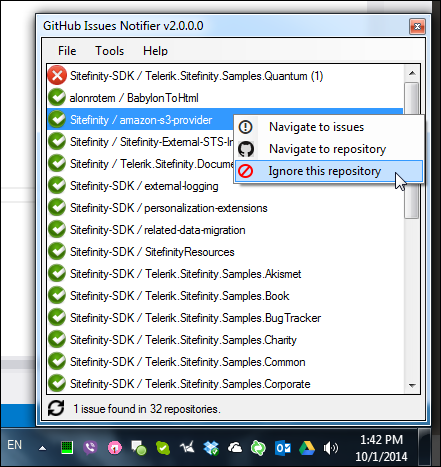 GitHub Issues Notifier v2.0.0.0
File Tools Help
Sitefinity-SDK / Telerik.Sitefinity.Samples.Quantum (1)
alonrotem / BabylonToHtml
Sitefinity / amazon-s3-provider
Sitefinity / Sitefinity-External-STS-In
Sitefinity / Telerik.Sitefinity.Docume
Sitefinity-SDK / external-logging
Sitefinity-SDK / personalization-extensions
Sitefinity-SDK / related-data-migration
Sitefinity-SDK / SitefinityResources
Sitefinity-SDK / Telerik.Sitefinity.Samples.Akismet
Sitefinity-SDK / Telerik.Sitefinity.Samples.Book
Sitefinity-SDK / Telerik.Sitefinity.Samples.BugTracker
Sitefinity-SDK / Telerik.Sitefinity.Samples.Charity
Sitefinity-SDK / Telerik.Sitefinity.Samples.Common
Sitefinity-SDK / Telerik.Sitefinity.Samples.Corporate
Navigate to issues
Navigate to repository
Ignore this repository
1 issue found in 32 repositories.
EN
1:42 PM
10/1/2014